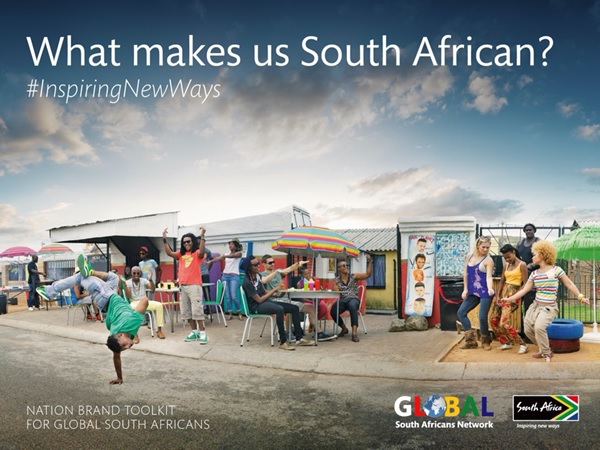 What makes us South African?
#InspiringNewWays
NATION BRAND TOOLKIT
FOR GLOBAL SOUTH AFRICANS
GLOBAL
South Africans Network
South Africa
Inspiring new ways